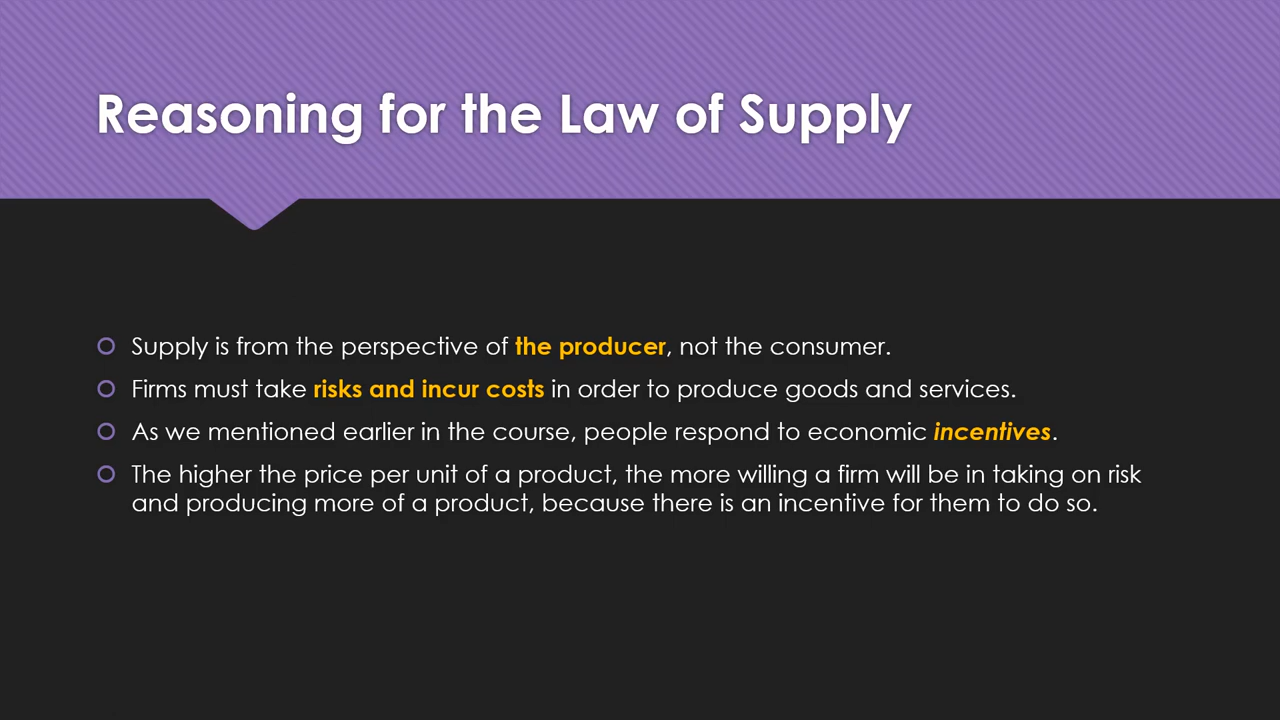 Reasoning for the Law of Supply
Supply is from the perspective of the producer, not the consumer.
Firms must take risks and incur costs in order to produce goods and services.
As we mentioned earlier in the course, people respond to economic incentives.
The higher the price per unit of a product, the more willing a firm will be in taking on risk
and producing more of a product, because there is an incentive for them to do so.